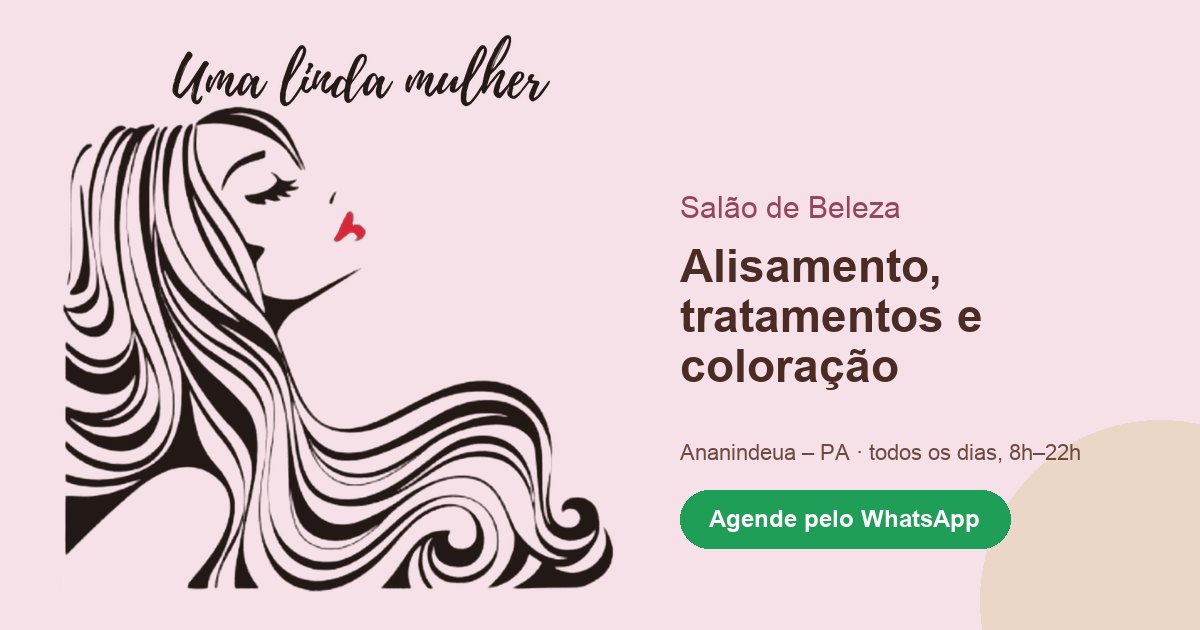 Uma linda mulher
Salão de Beleza
Alisamento,
tratamentos e
coloração
Ananindeua – PA · todos os dias, 8h–22h
Agende pelo WhatsApp